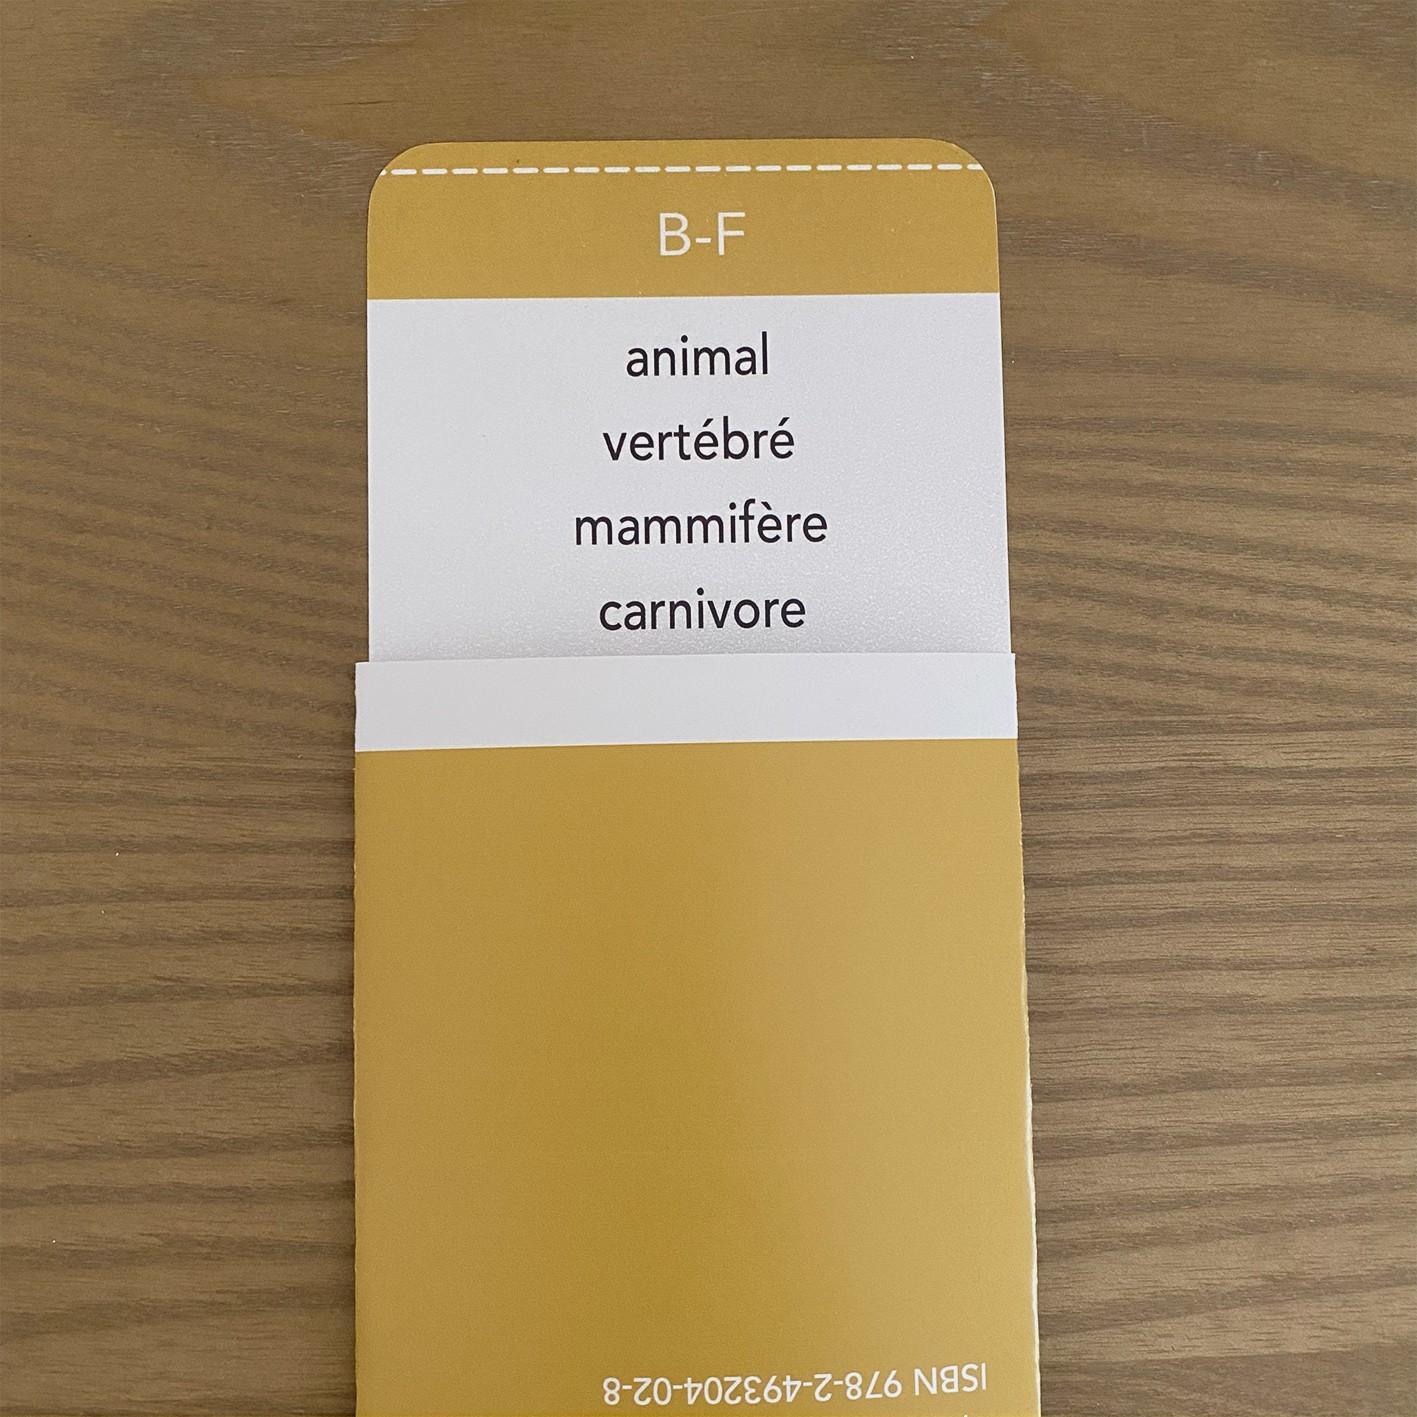 B-F
animal
vertébré
mammifère
carnivore
ISBN 978-2-493204-02-8